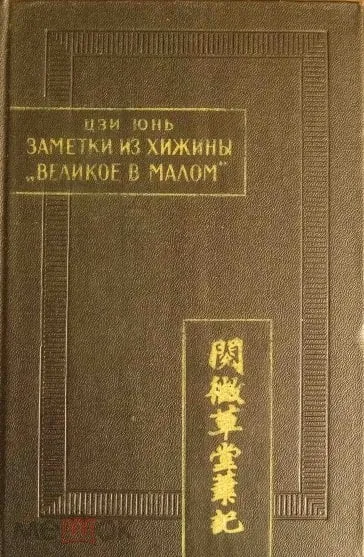 ЦЗИ ЮНЬ
ЗАМЕТКИ ИЗ ХИЖИНЫ
„ВЕЛИКОЕ В МАЛОМ“
閱微草堂筆記